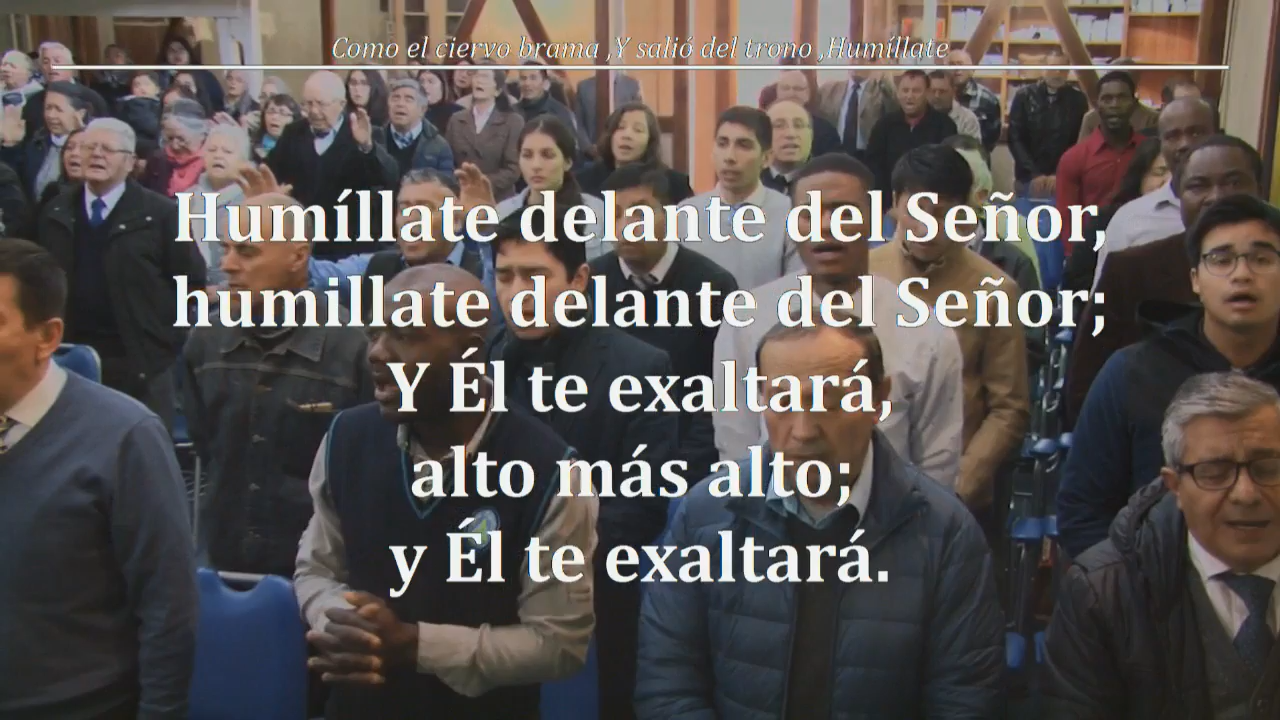 Como el ciervo brama ,Y salió del trono ,Humíllate
Humíllate delante del Señor,
humillate delante del Señor;
Y Él te exaltará,
alto más alto;
y Él te exaltará.